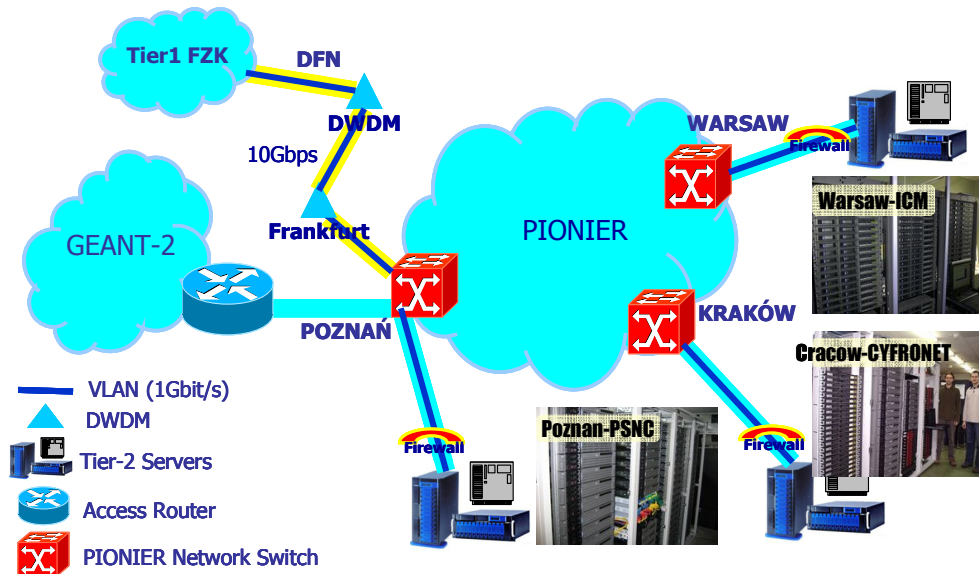 Tier1 FZK
DFN
DWDM
10Gbps
WARSAW
Firewall
Warsaw-ICM
GEANT-2
Frankfurt
PIONIER
POZNAŃ
KRAKÓW
Cracow-CYFRONET
VLAN (1Gbit/s)
DWDM
Tier-2 Servers
Access Router
PIONIER Network Switch
Firewall
Poznan-PSNC
Firewall